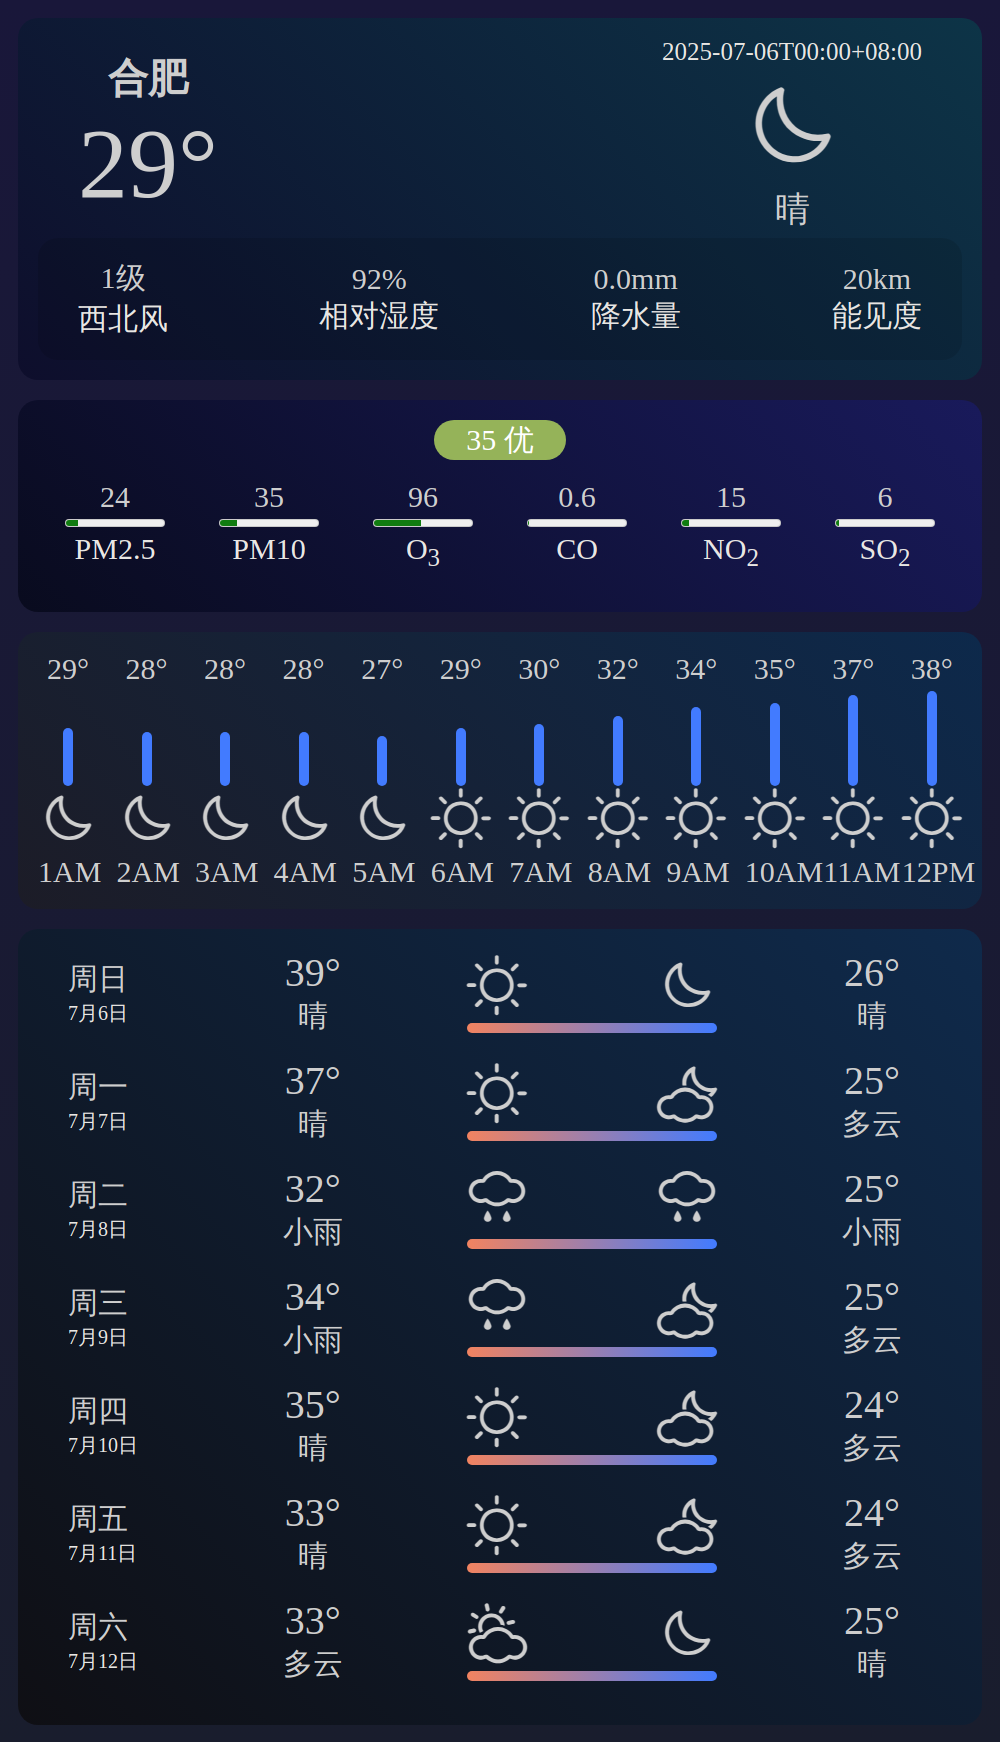 合肥
29°
2025-07-06T00:00+08:00
晴
1级 92% 0.0mm 20km
西北风 相对湿度 降水量 能见度
35 优
24 35 96 0.6 15 6
PM2.5 PM10 O3 CO NO2 SO2
29° 28° 28° 28° 27° 29° 30° 32° 34° 35° 37° 38°
1AM 2AM 3AM 4AM 5AM 6AM 7AM 8AM 9AM 10AM 11AM 12PM
周日 39° 26°
7月6日 晴 晴
周一 37° 25°
7月7日 晴 多云
周二 32° 25°
7月8日 小雨 小雨
周三 34° 25°
7月9日 小雨 多云
周四 35° 24°
7月10日 晴 多云
周五 33° 24°
7月11日 晴 多云
周六 33° 25°
7月12日 多云 晴